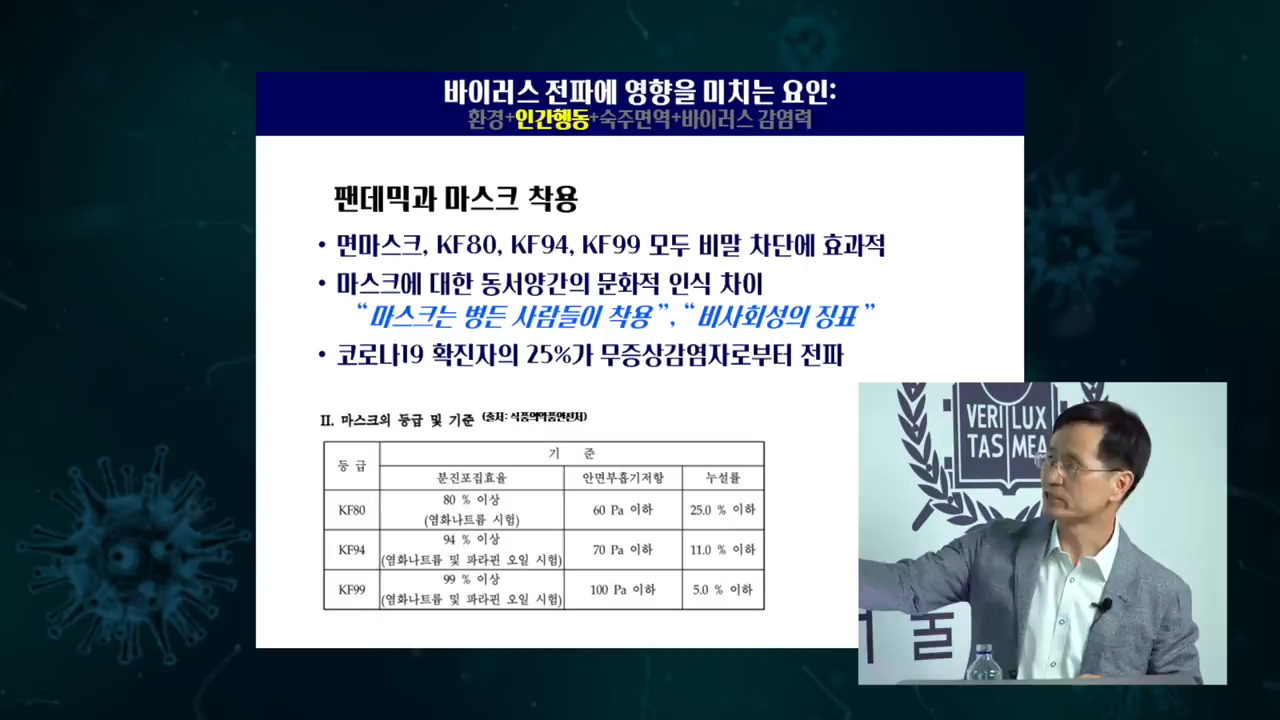 바이러스 전파에 영향을 미치는 요인:
환경+인간행동+숙주면역+바이러스 감염력
팬데믹과 마스크 착용
• 면마스크, KF80, KF94, KF99 모두 비말 차단에 효과적
• 마스크에 대한 동서양간의 문화적 인식 차이
“마스크는 병든 사람들이 착용”, “비사회성의 징표”
• 코로나19 확진자의 25%가 무증상감염자로부터 전파
II. 마스크의 등급 및 기준 (출처: 식품의약품안전처)
등 급
기 준
분진포집효율 안면부흡기저항 누설률
KF80
80 % 이상
(염화나트륨 시험)
60 Pa 이하 25.0 % 이하
KF94
94 % 이상
(염화나트륨 및 파라핀 오일 시험)
70 Pa 이하 11.0 % 이하
KF99
99 % 이상
(염화나트륨 및 파라핀 오일 시험)
100 Pa 이하 5.0 % 이하
VERI LUX
TAS MEA
울